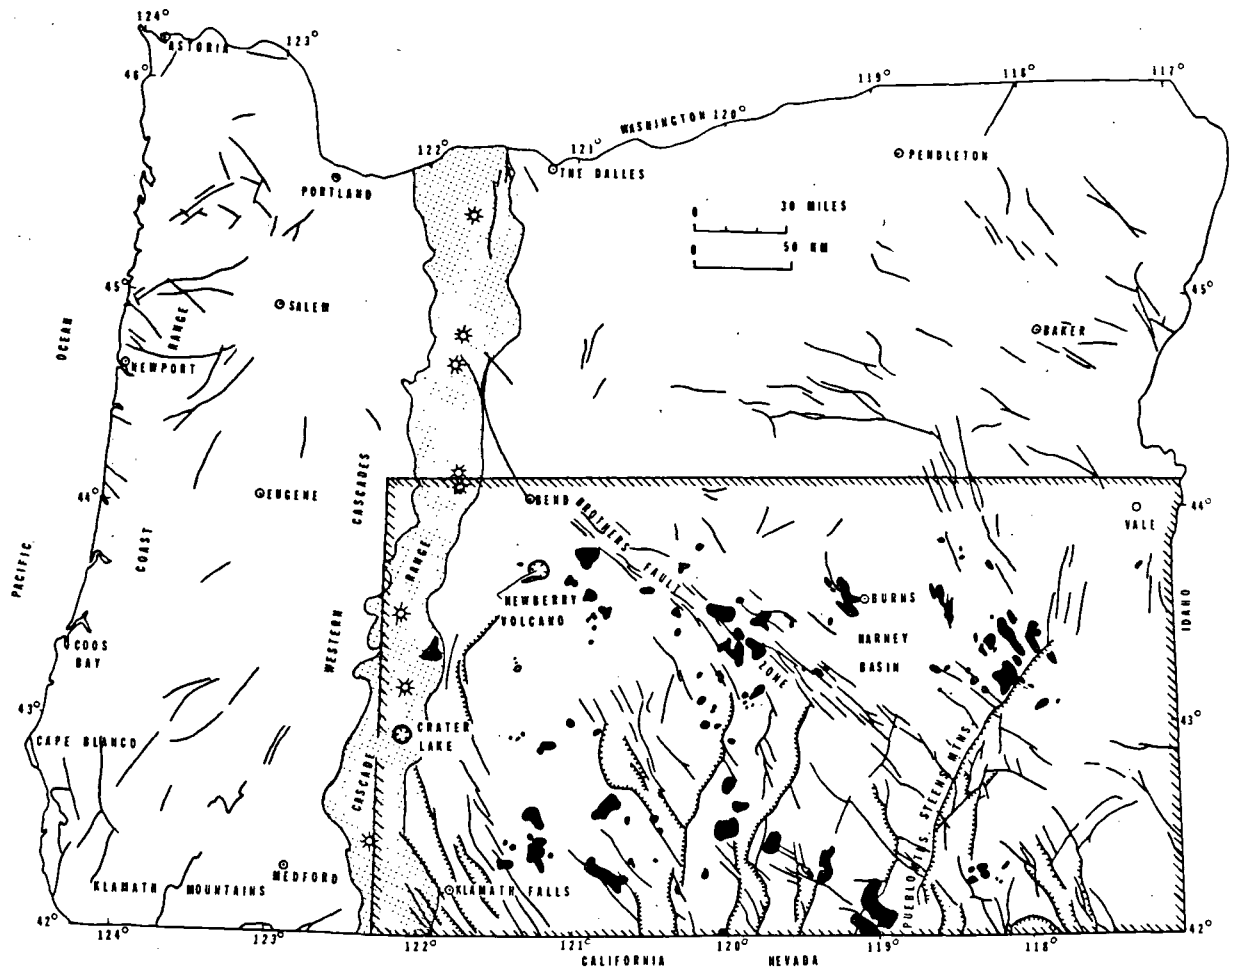 124°
ASTORIA
123°
46°
122°
121°
WASHINGTON 120°
119°
118°
117°
PORTLAND
THE DALLES
PENDLETON
0 30 MILES
0 50 KM
45°
SALEM
45°
OCEAN
RANGE
NEWPORT
BAKER
44°
EUGENE
CASCADES
BEND
BROTHERS
FAULT
ZONE
44°
VALE
PACIFIC
COAST
RANGE
NEWBERRY
VOLCANO
BURNS
HARNEY
BASIN
IDAHO
COOS
BAY
WESTERN
43°
CAPE BLANCO
CRATER
LAKE
43°
CASCADE
STEENS MTNS.
PUEBLO MTNS.
KLAMATH MOUNTAINS
MEDFORD
KLAMATH FALLS
42°
124°
123°
122°
121°
120°
119°
118°
42°
CALIFORNIA
NEVADA